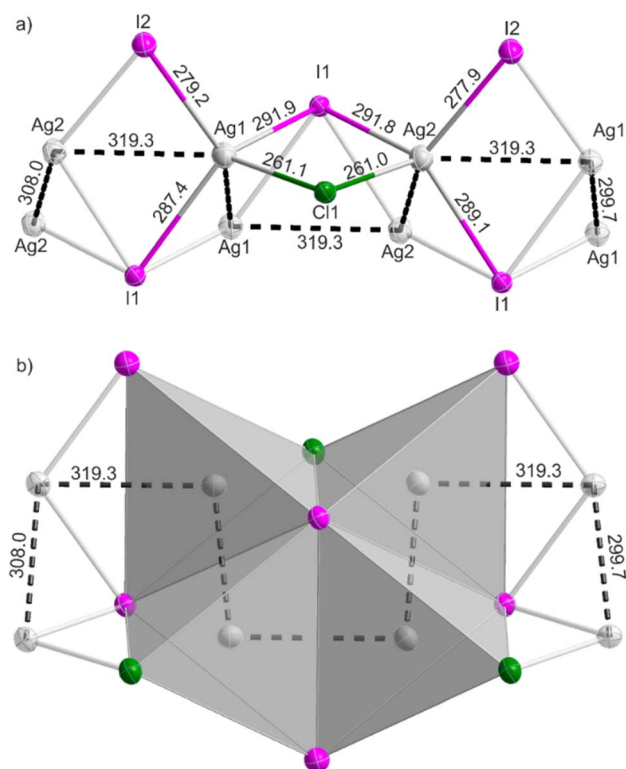 a)
I2
I2
279.2
I1
277.9
Ag2
319.3
Ag1
291.9
291.8
Ag2
319.3
Ag1
308.0
261.1
261.0
299.7
287.4
Cl1
289.1
Ag2
Ag1
319.3
Ag2
Ag1
I1
I1
b)
319.3
319.3
308.0
299.7